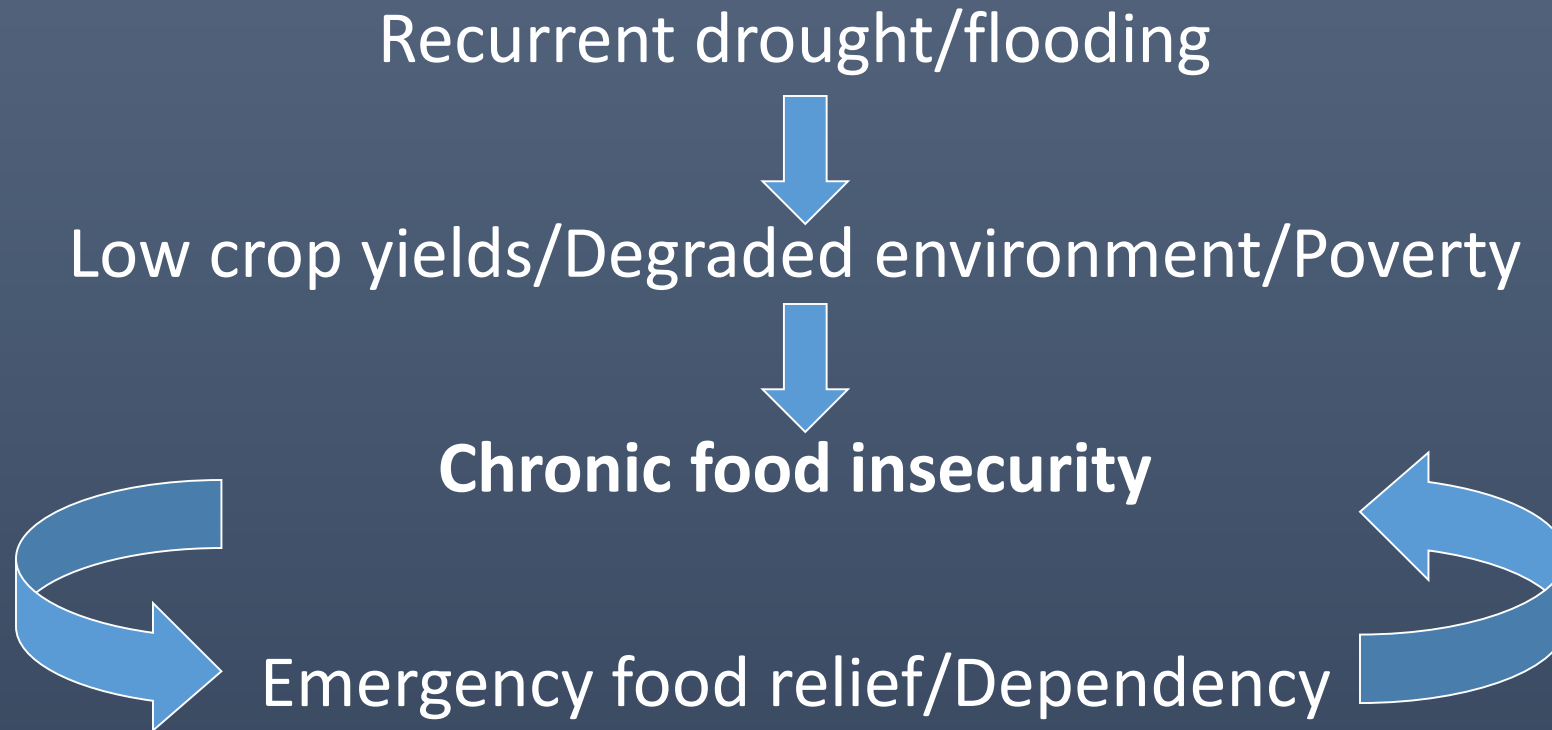 Recurrent drought/flooding
Low crop yields/Degraded environment/Poverty
Chronic food insecurity
Emergency food relief/Dependency